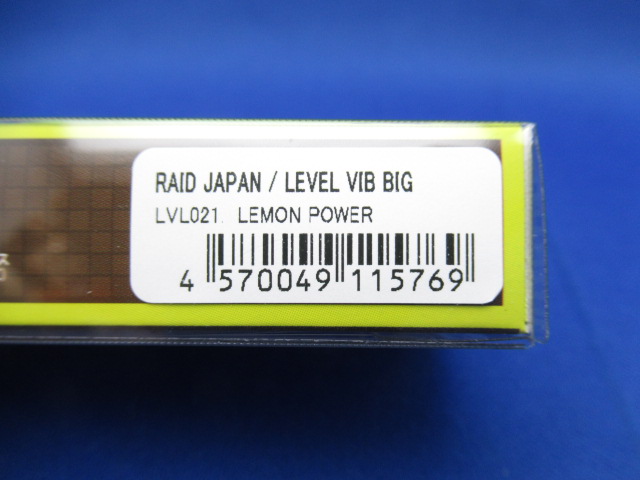 RAID JAPAN / LEVEL VIB BIG
LVL021. LEMON POWER
4 570049 115769